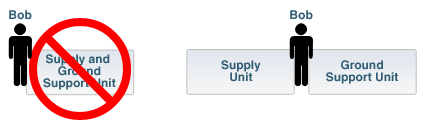 Bob
Supply and
Ground
Support Unit
Bob
Supply
Unit
Ground
Support Unit